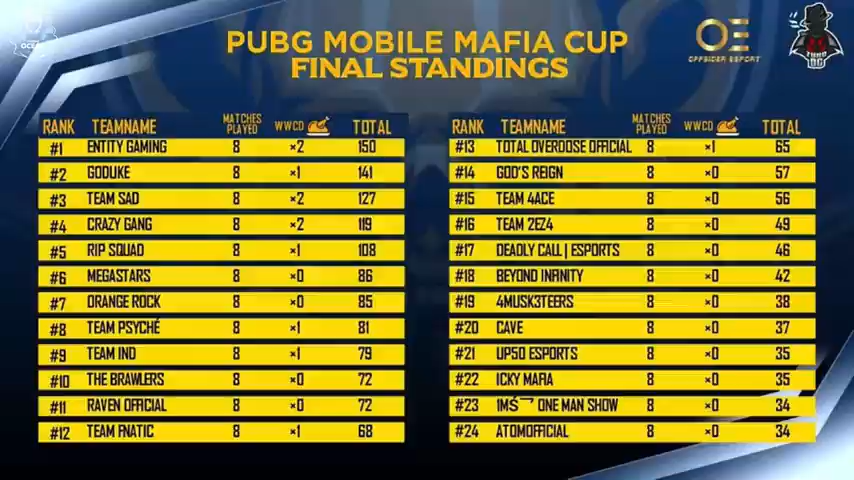 PUBG MOBILE MAFIA CUP
FINAL STANDINGS
OFFSIDER ESPORT
RANK TEAMNAME MATCHES PLAYED WWCD TOTAL
#1 ENTITY GAMING 8 ×2 150
#2 GODUKE 8 ×1 141
#3 TEAM SAD 8 ×2 127
#4 CRAZY GANG 8 ×2 119
#5 RIP SQUAD 8 ×1 108
#6 MEGASTARS 8 ×0 86
#7 ORANGE ROCK 8 ×0 85
#8 TEAM PSYCHÉ 8 ×1 81
#9 TEAM IND 8 ×1 79
#10 THE BRAWLERS 8 ×0 72
#11 RAVEN OFFICIAL 8 ×0 72
#12 TEAM FNATIC 8 ×1 68
RANK TEAMNAME MATCHES PLAYED WWCD TOTAL
#13 TOTAL OVERDOSE OFFICIAL 8 ×1 65
#14 GOD'S REIGN 8 ×0 57
#15 TEAM 4ACE 8 ×0 56
#16 TEAM 2EZ4 8 ×0 49
#17 DEADLY CALL | ESPORTS 8 ×0 46
#18 BEYOND INFINITY 8 ×0 42
#19 4MUSK3TEERS 8 ×0 38
#20 CAVE 8 ×0 37
#21 UP50 ESPORTS 8 ×0 35
#22 ICKY MAFIA 8 ×0 35
#23 1MŚ乛 ONE MAN SHOW 8 ×0 34
#24 ATOMOFFICIAL 8 ×0 34